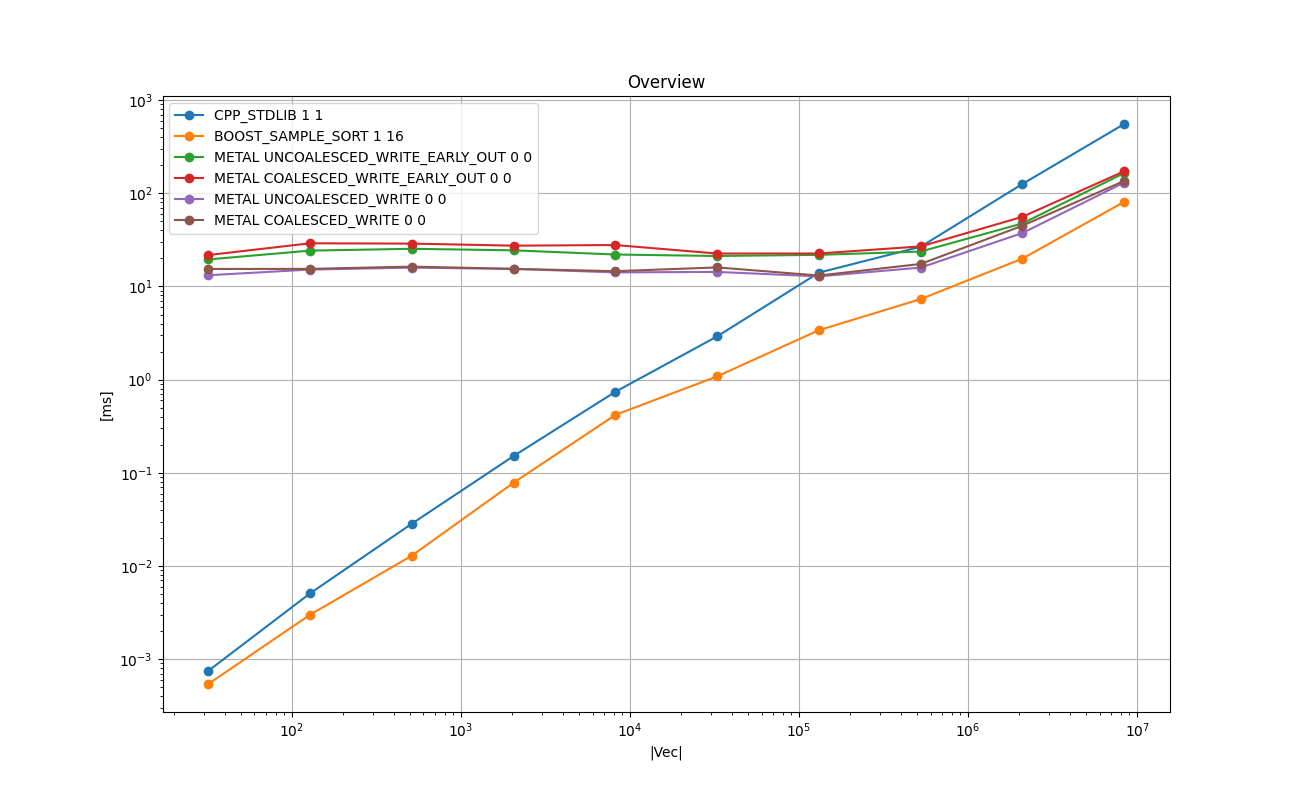 Overview
CPP_STDLIB 1 1
BOOST_SAMPLE_SORT 1 16
METAL UNCOALESCED_WRITE_EARLY_OUT 0 0
METAL COALESCED_WRITE_EARLY_OUT 0 0
METAL UNCOALESCED_WRITE 0 0
METAL COALESCED_WRITE 0 0
10³
10²
10¹
10⁰
10⁻¹
10⁻²
10⁻³
[ms]
10² 10³ 10⁴ 10⁵ 10⁶ 10⁷
|Vec|